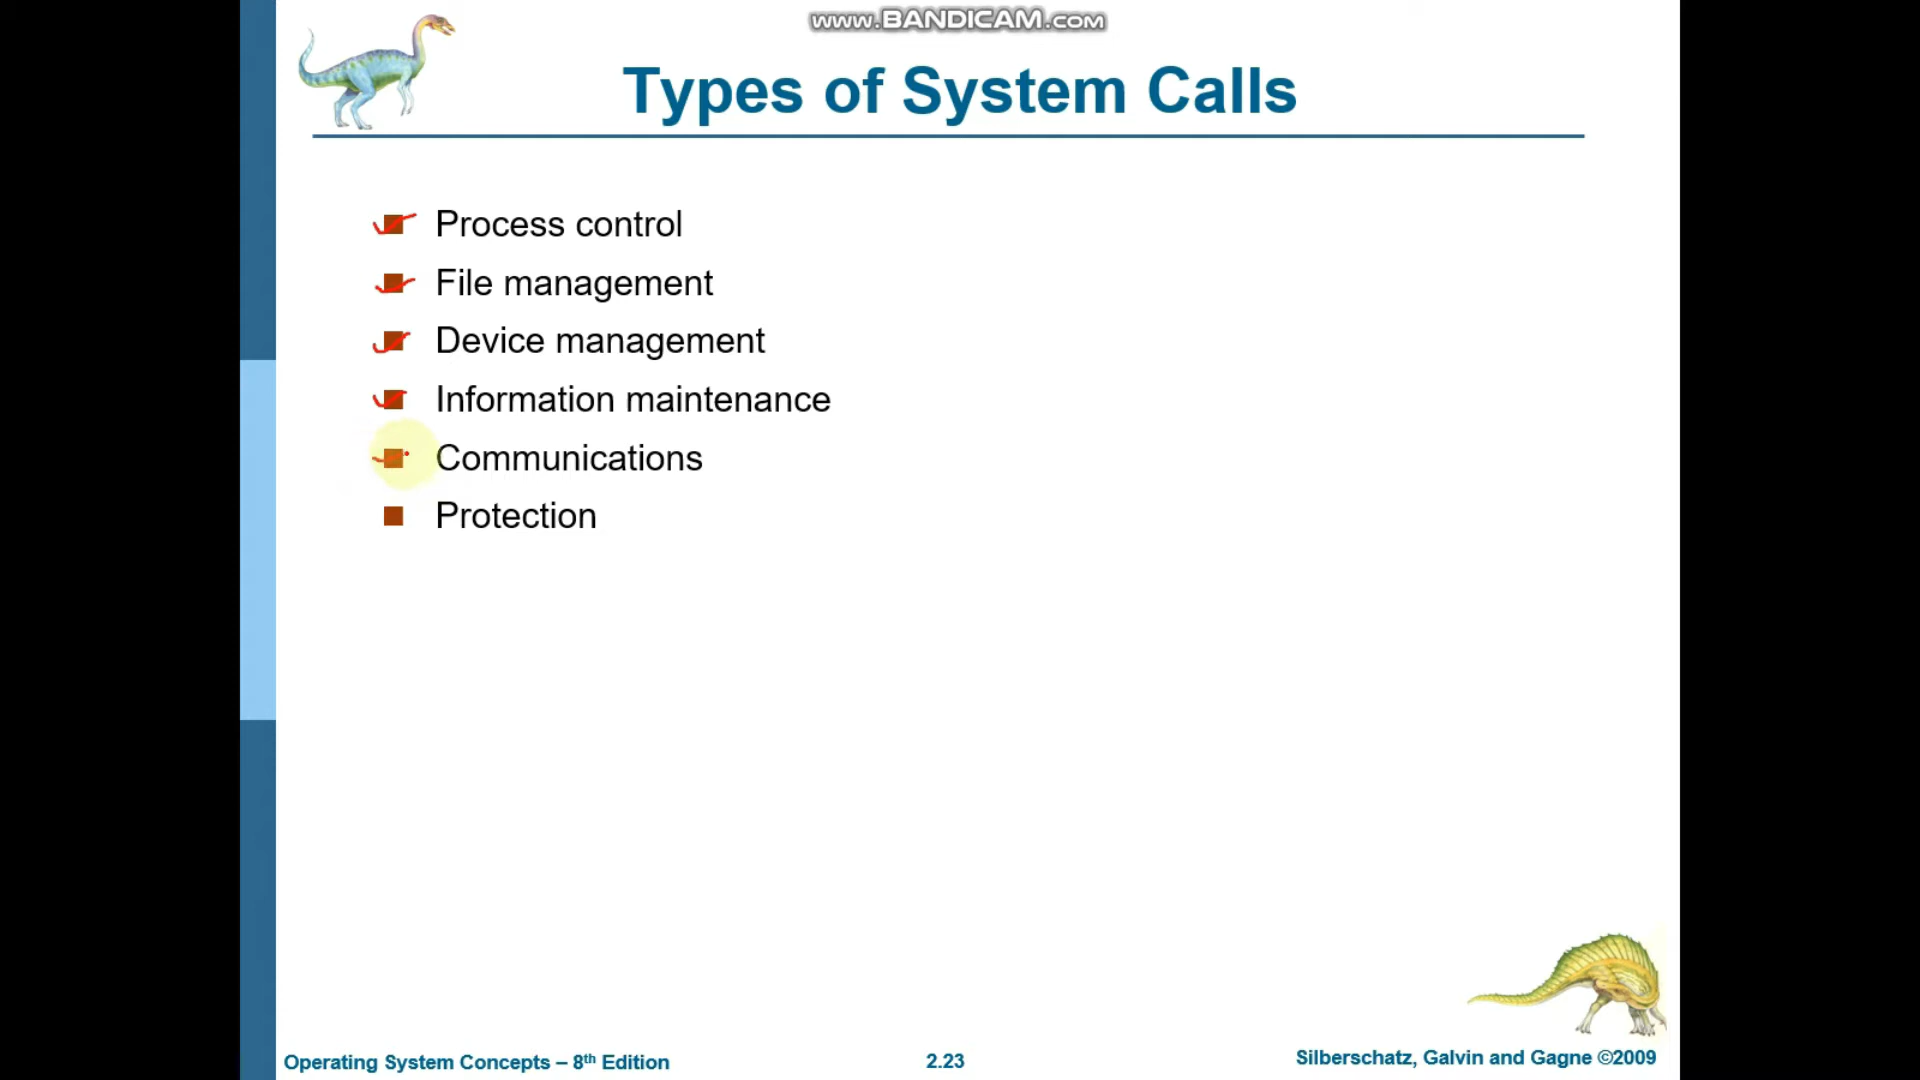 www.BANDICAM.com
Types of System Calls
Process control
File management
Device management
Information maintenance
Communications
Protection
Operating System Concepts – 8th Edition
2.23
Silberschatz, Galvin and Gagne ©2009